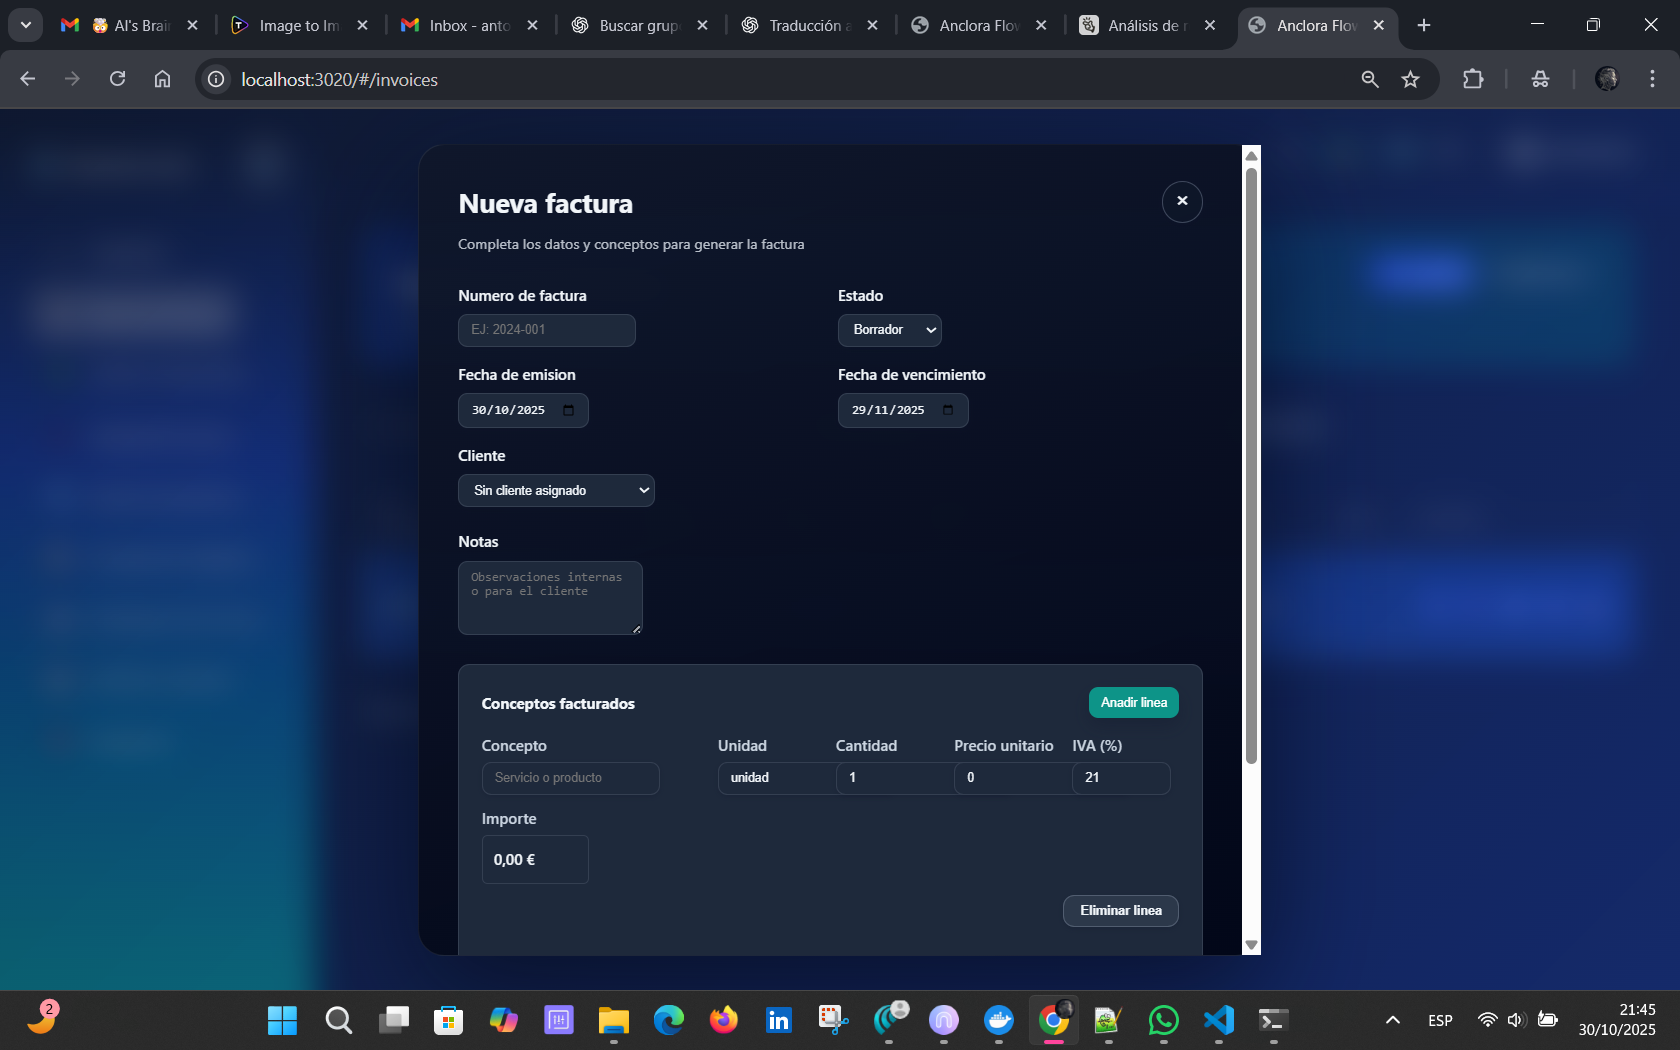 AI's Brain
Image to Im
Inbox - anto
Buscar grup
Traducción a
Anclora Flow
Análisis de r
Anclora Flow
localhost:3020/#/invoices
Nueva factura
Completa los datos y conceptos para generar la factura
Numero de factura
Estado
EJ: 2024-001
Borrador
Fecha de emision
Fecha de vencimiento
30/10/2025
29/11/2025
Cliente
Sin cliente asignado
Notas
Observaciones internas
o para el cliente
Conceptos facturados
Anadir linea
Concepto
Unidad
Cantidad
Precio unitario
IVA (%)
Servicio o producto
unidad
1
0
21
Importe
0,00 €
Eliminar linea
2
ESP
21:45
30/10/2025